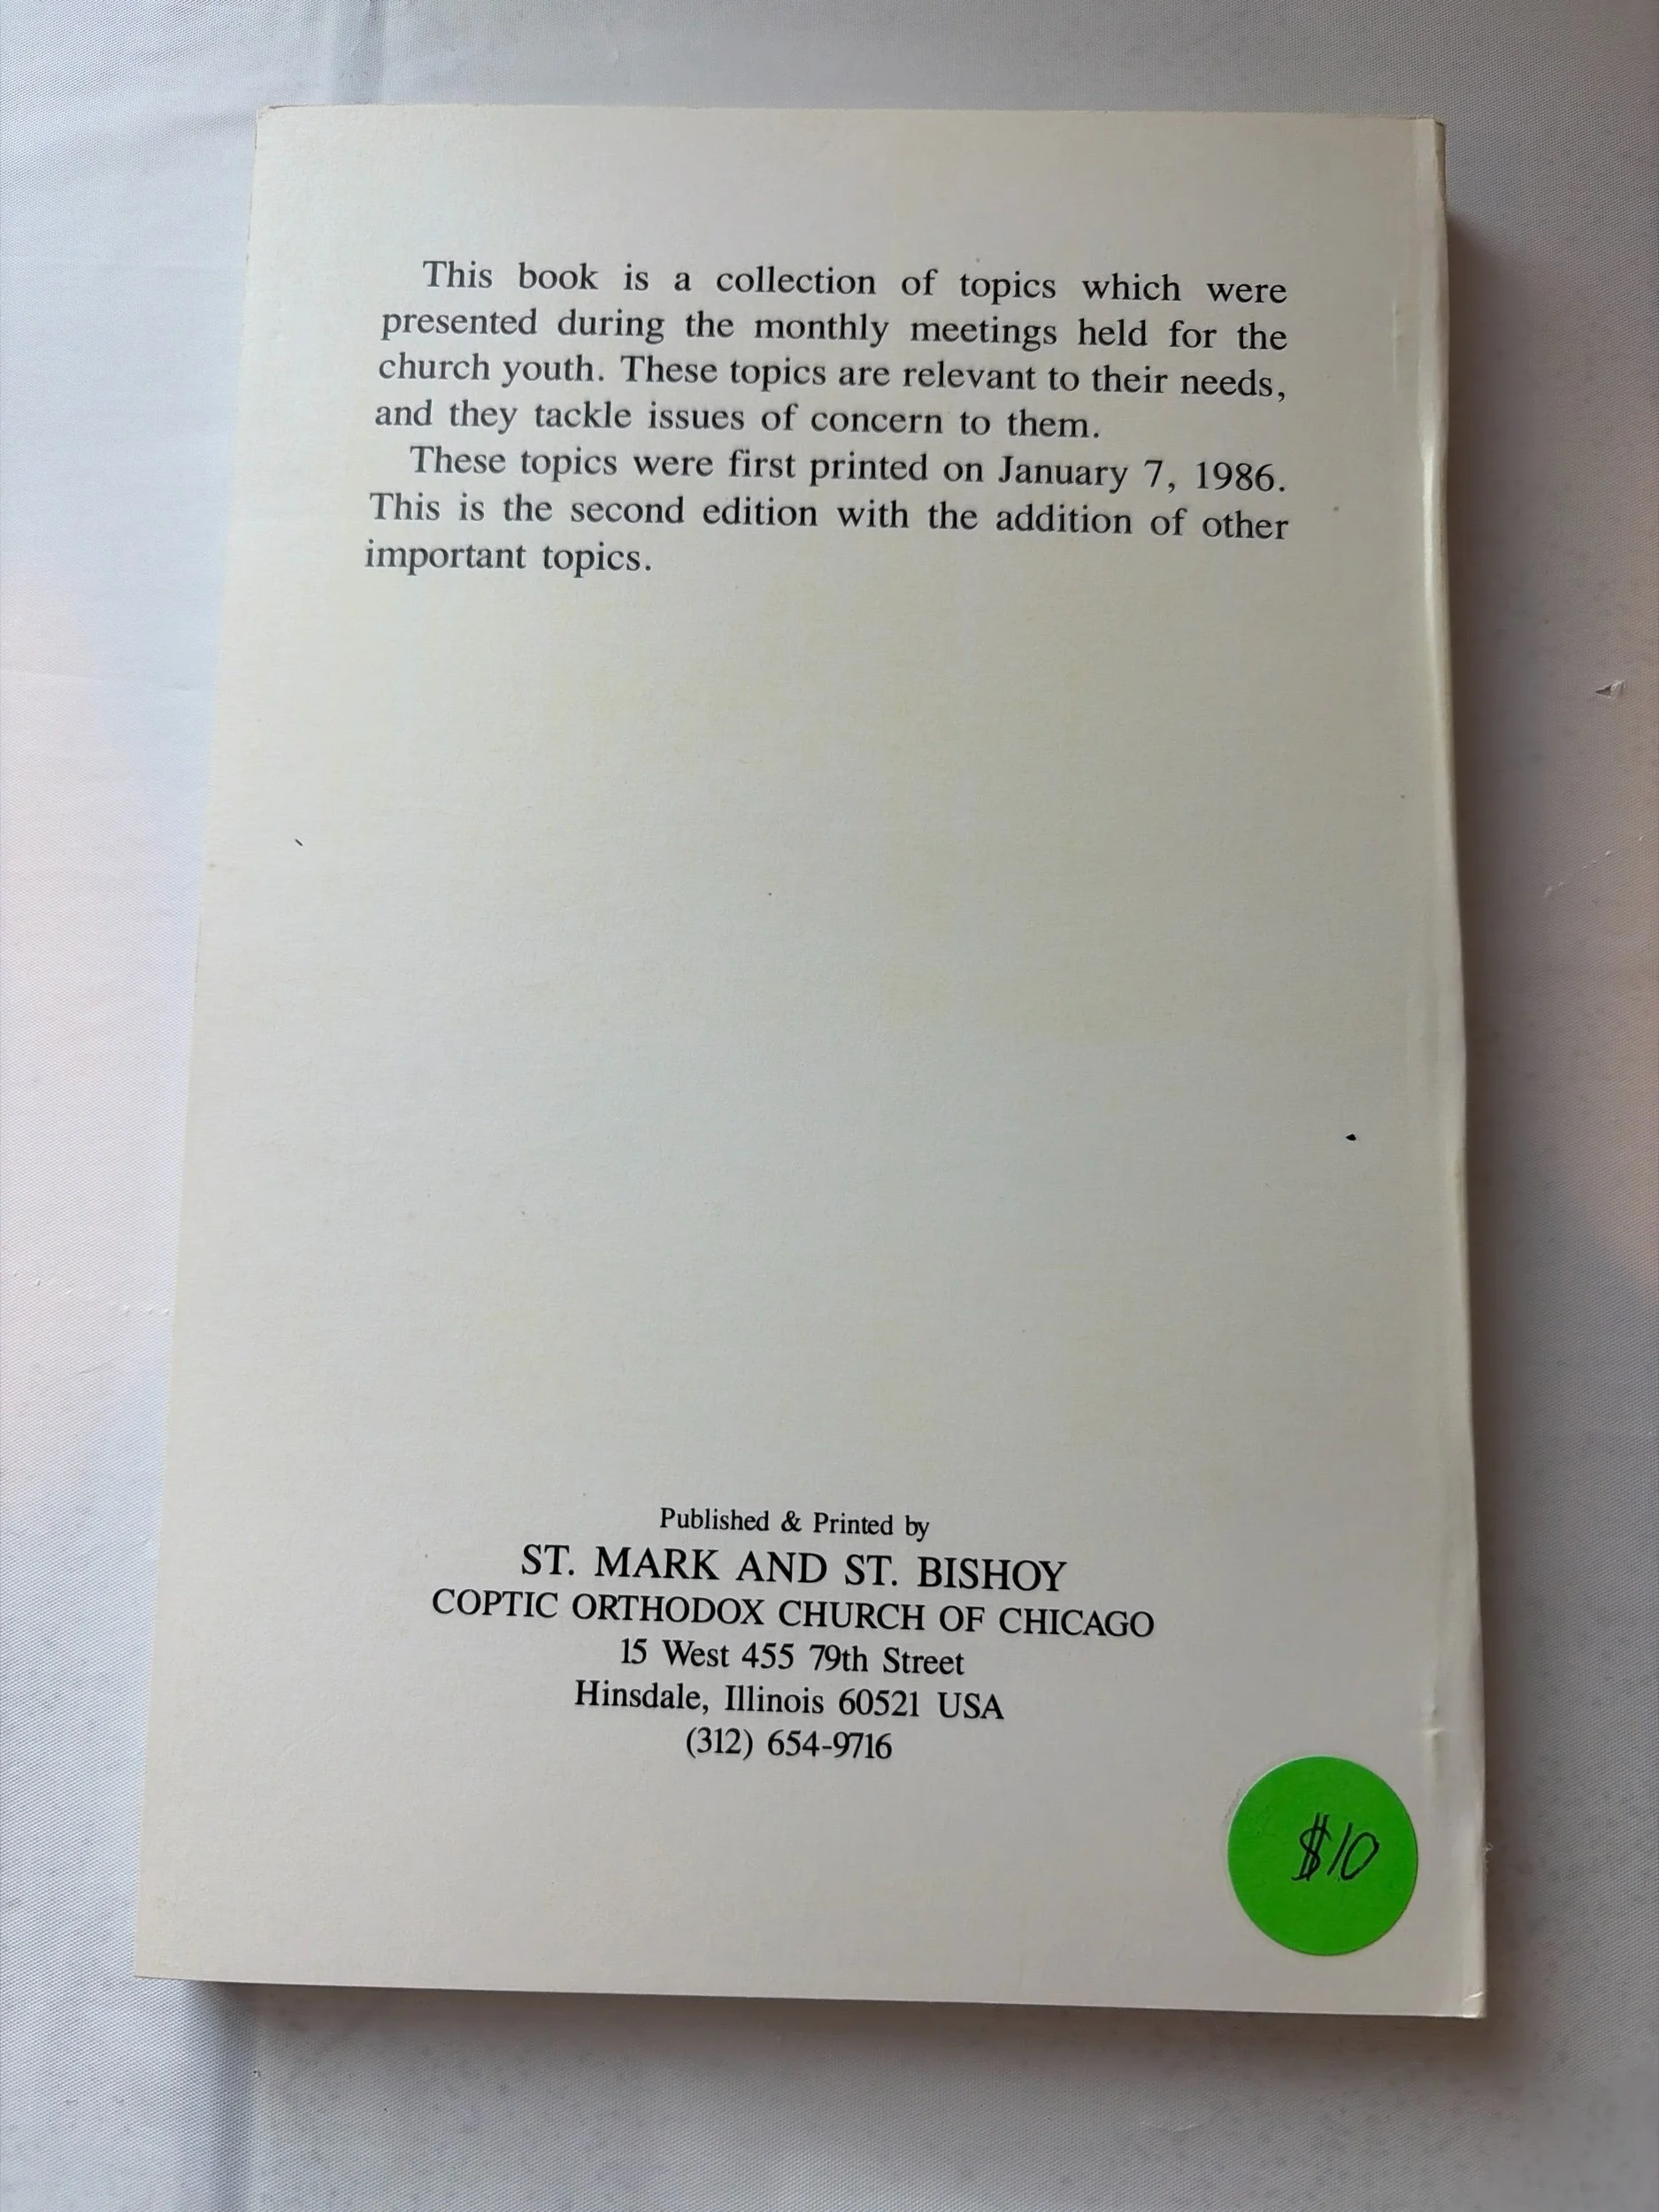 This book is a collection of topics which were
presented during the monthly meetings held for the
church youth. These topics are relevant to their needs,
and they tackle issues of concern to them.
These topics were first printed on January 7, 1986.
This is the second edition with the addition of other
important topics.
Published & Printed by
ST. MARK AND ST. BISHOY
COPTIC ORTHODOX CHURCH OF CHICAGO
15 West 455 79th Street
Hinsdale, Illinois 60521 USA
(312) 654-9716
$10